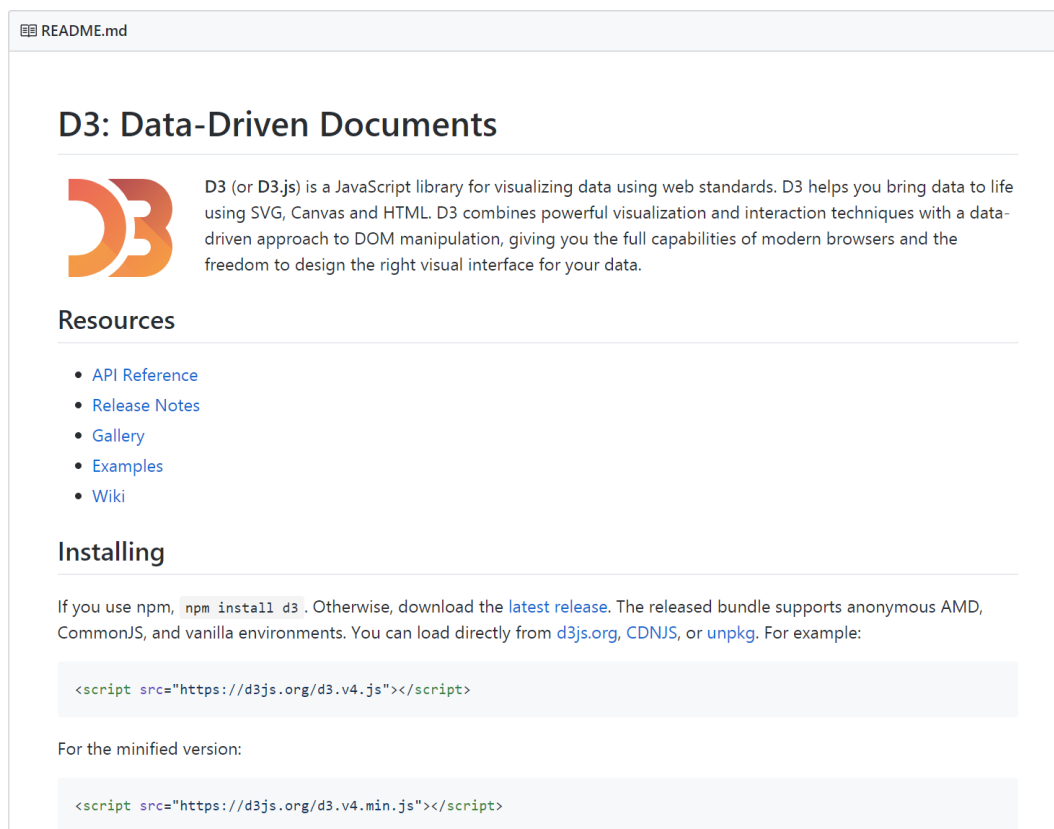 README.md
D3: Data-Driven Documents
D3 (or D3.js) is a JavaScript library for visualizing data using web standards. D3 helps you bring data to life
using SVG, Canvas and HTML. D3 combines powerful visualization and interaction techniques with a data-
driven approach to DOM manipulation, giving you the full capabilities of modern browsers and the
freedom to design the right visual interface for your data.
Resources
API Reference
Release Notes
Gallery
Examples
Wiki
Installing
If you use npm, npm install d3. Otherwise, download the latest release. The released bundle supports anonymous AMD,
CommonJS, and vanilla environments. You can load directly from d3js.org, CDNJS, or unpkg. For example:
<script src="https://d3js.org/d3.v4.js"></script>
For the minified version:
<script src="https://d3js.org/d3.v4.min.js"></script>